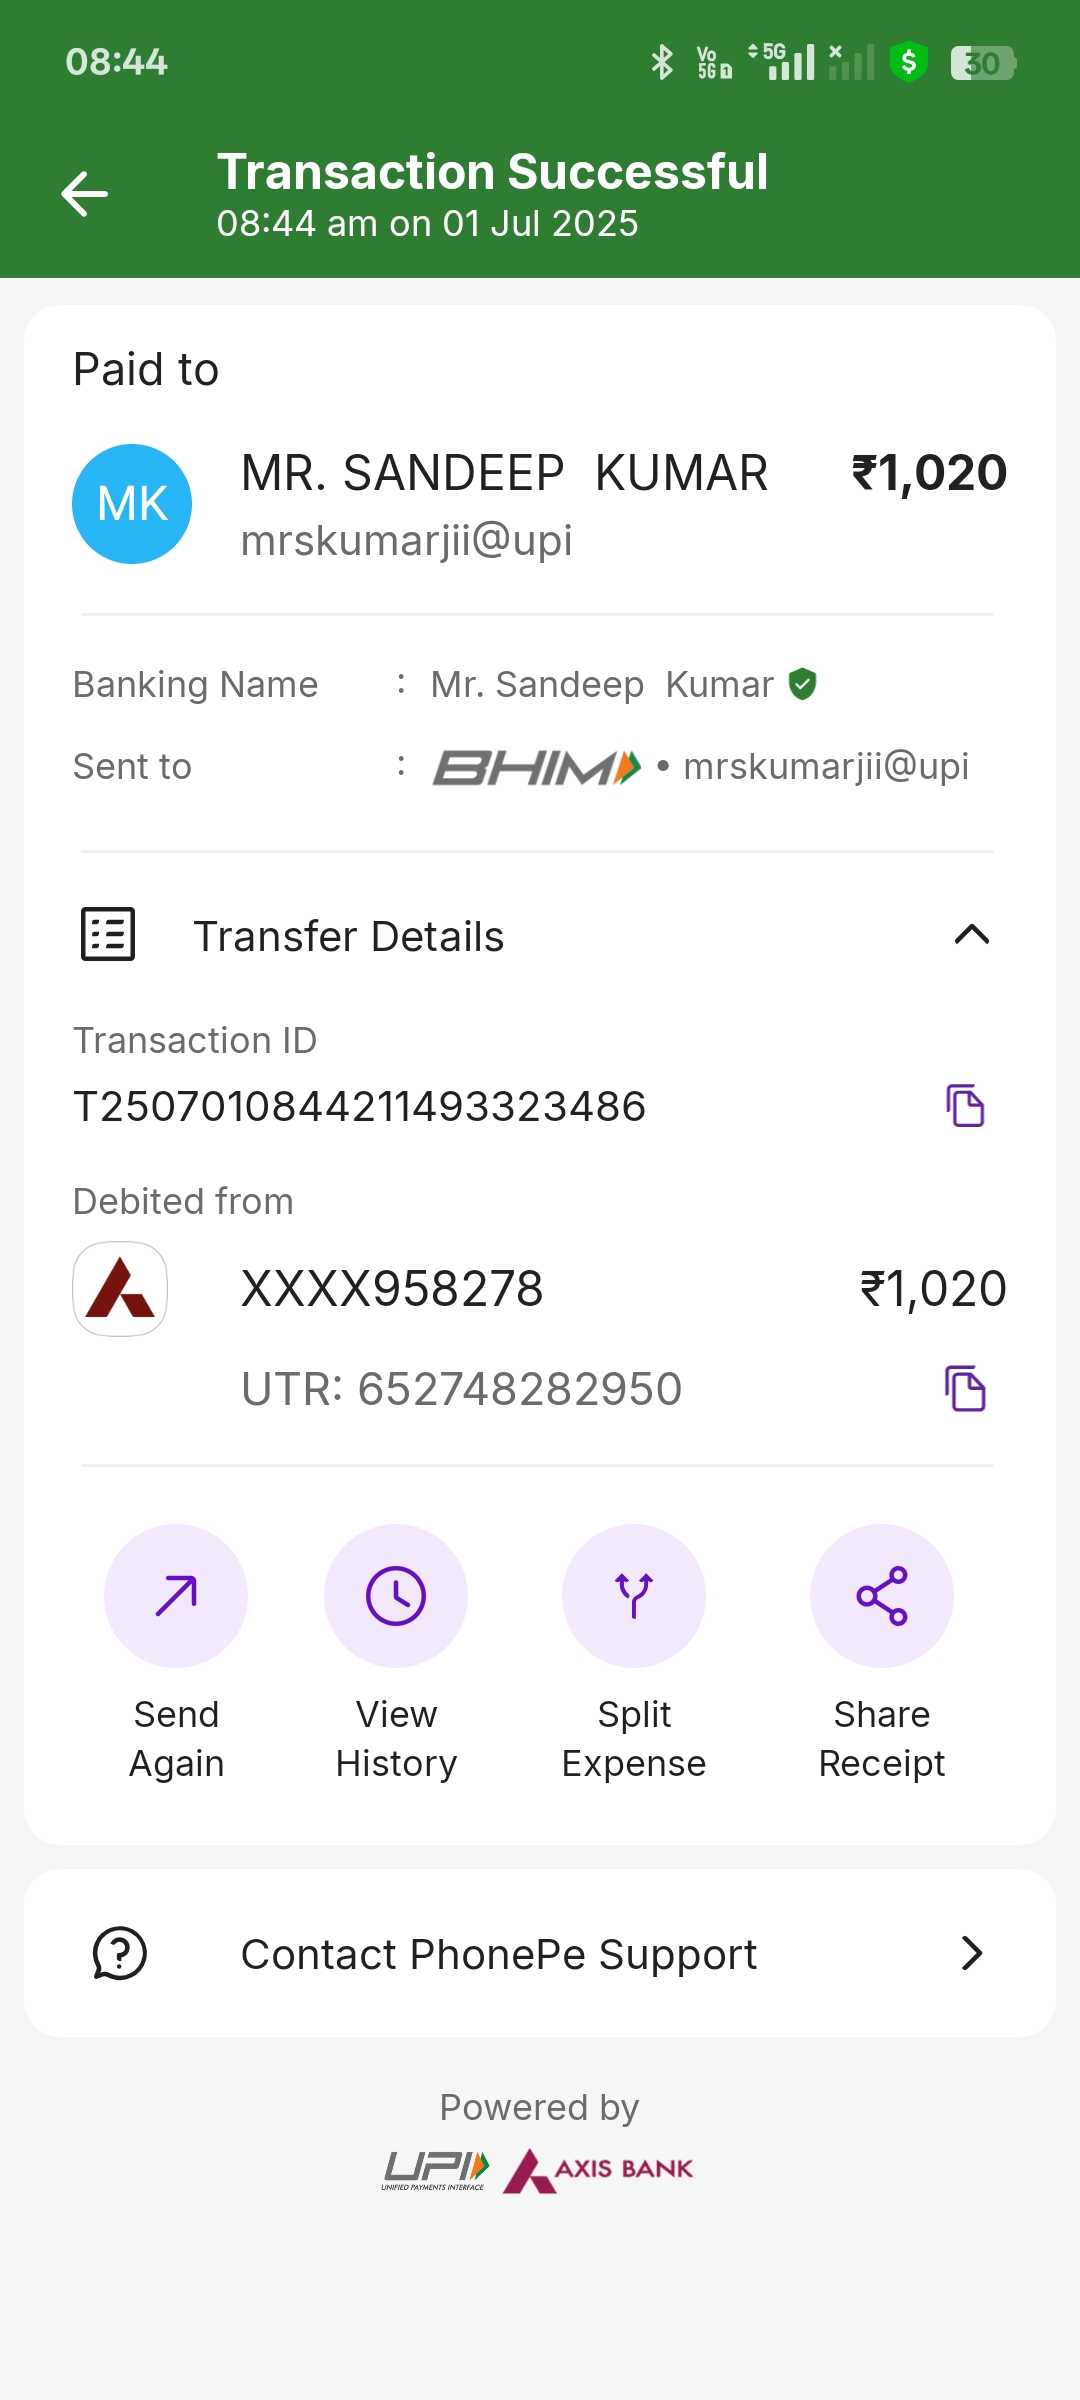 08:44
Vo 5G 1 5G $ 30
Transaction Successful
08:44 am on 01 Jul 2025
Paid to
MK
MR. SANDEEP  KUMAR ₹1,020
mrskumarjii@upi
Banking Name : Mr. Sandeep  Kumar
Sent to : BHIM • mrskumarjii@upi
Transfer Details
Transaction ID
T2507010844211493323486
Debited from
XXXX958278 ₹1,020
UTR: 652748282950
Send Again
View History
Split Expense
Share Receipt
Contact PhonePe Support
Powered by
UPI AXIS BANK
UNIFIED PAYMENTS INTERFACE